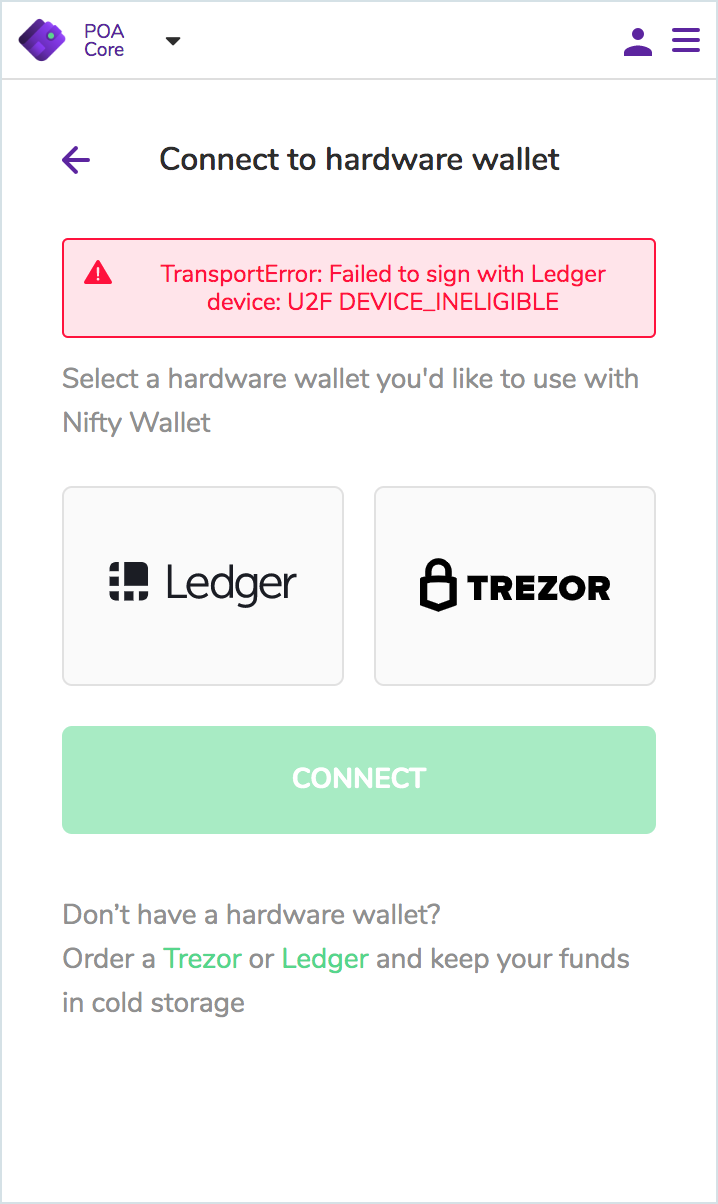 POA
Core
Connect to hardware wallet
TransportError: Failed to sign with Ledger
device: U2F DEVICE_INELIGIBLE
Select a hardware wallet you'd like to use with
Nifty Wallet
Ledger
TREZOR
CONNECT
Don’t have a hardware wallet?
Order a Trezor or Ledger and keep your funds
in cold storage